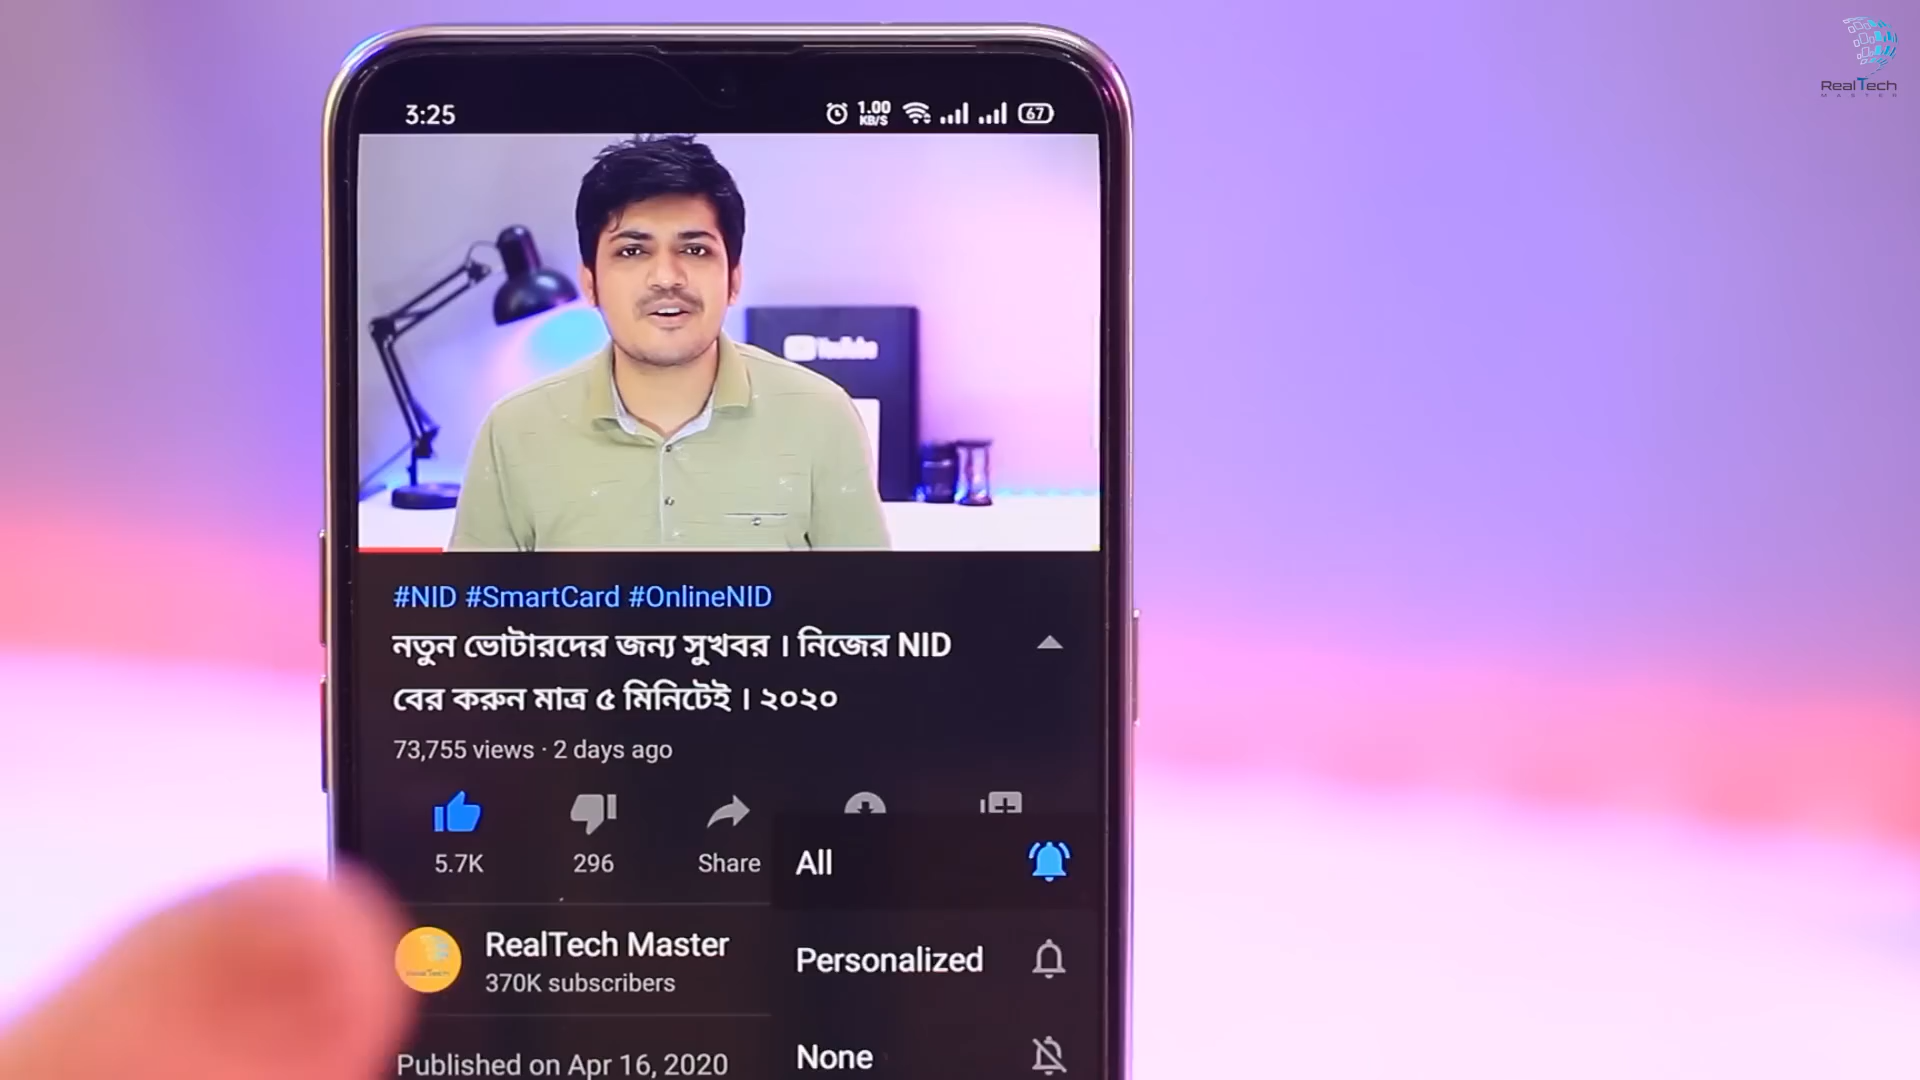 RealTech
MASTER
3:25
1.00
KB/S
67
YouTube
#NID #SmartCard #OnlineNID
নতুন ভোটারদের জন্য সুখবর । নিজের NID
বের করুন মাত্র ৫ মিনিটেই । ২০২০
73,755 views · 2 days ago
5.7K
296
Share
All
RealTech Master
370K subscribers
Personalized
Published on Apr 16, 2020
None